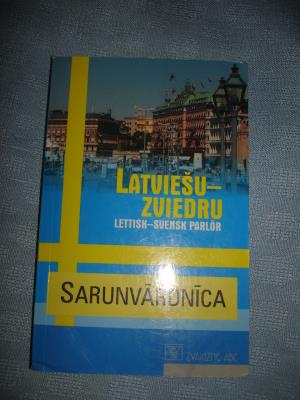 LATVIEŠU–
ZVIEDRU
LETTISK–SVENSK PARLÖR
SARUNVĀRDNĪCA
ZVAIGZNE ABC